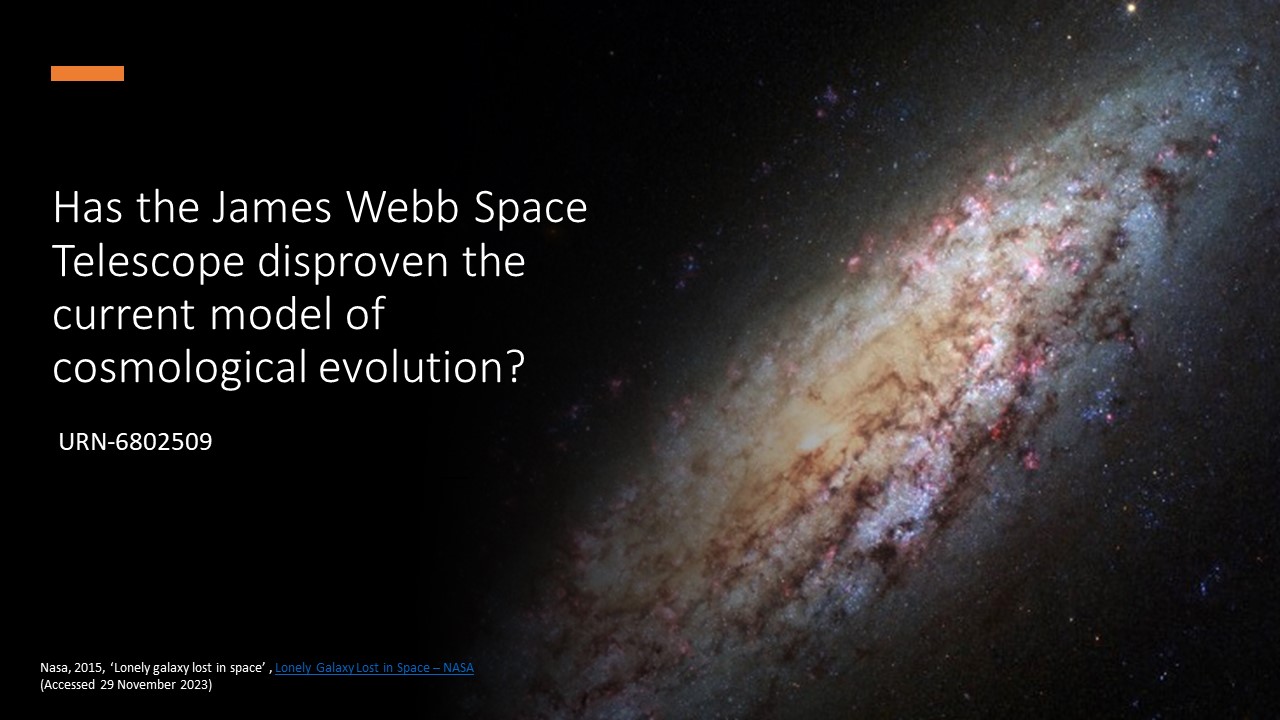 Has the James Webb Space
Telescope disproven the
current model of
cosmological evolution?
URN-6802509
Nasa, 2015, ‘Lonely galaxy lost in space’ , Lonely Galaxy Lost in Space – NASA
(Accessed 29 November 2023)